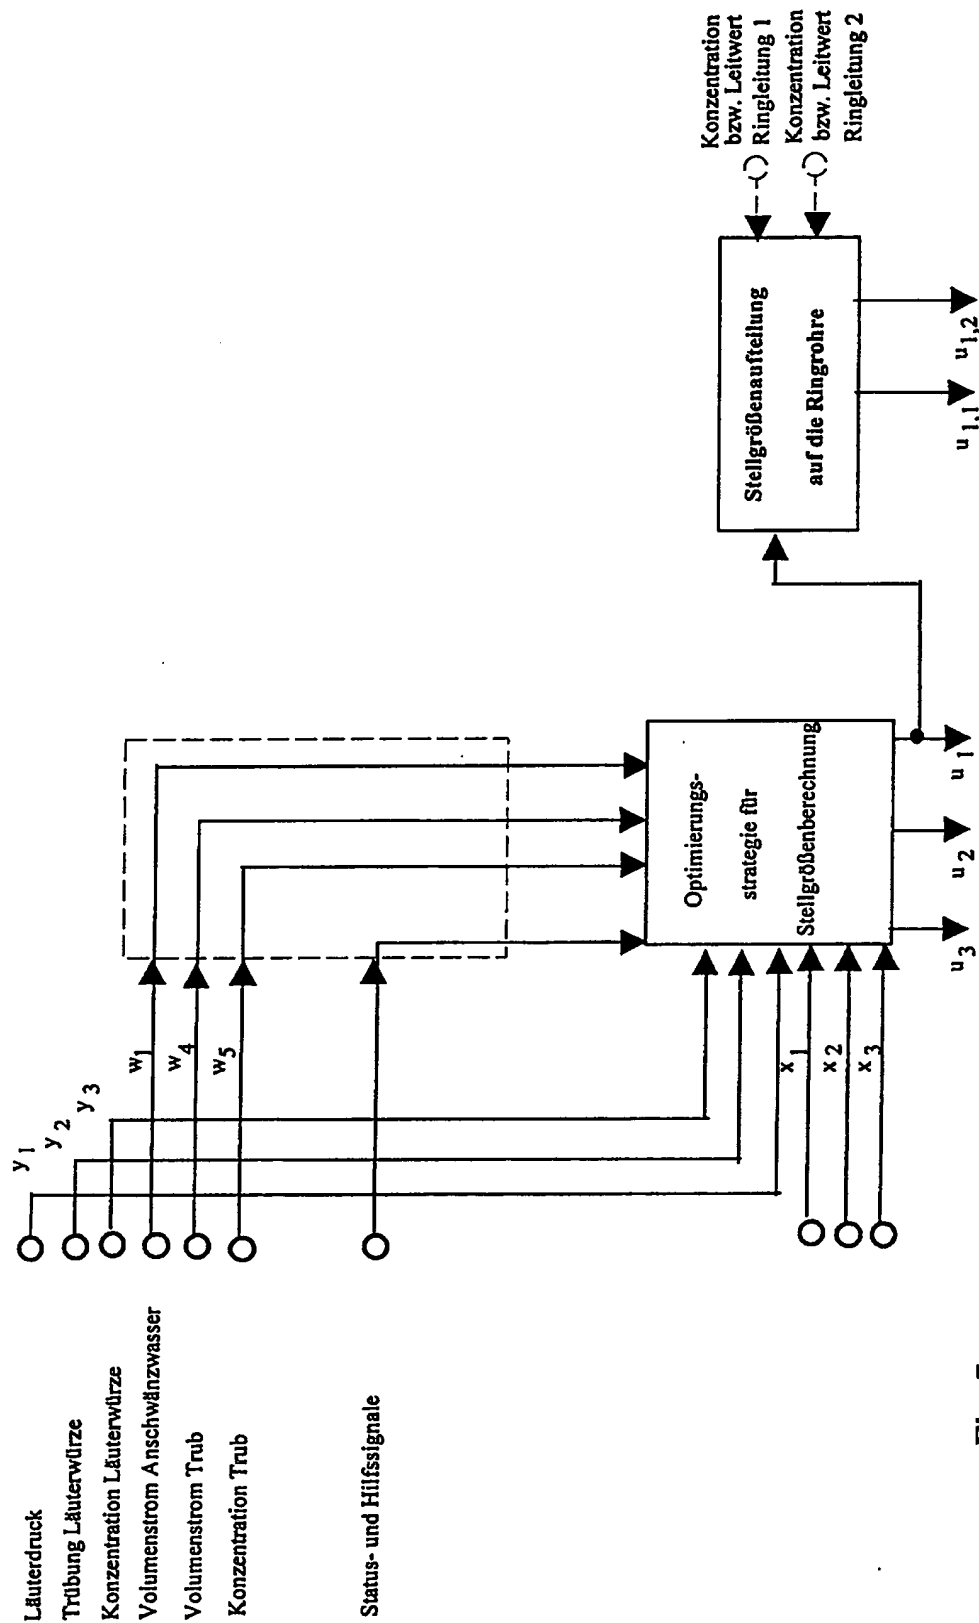 Läuterdruck
Trübung Läuterwürze
Konzentration Läuterwürze
Volumenstrom Anschwänzwasser
Volumenstrom Trub
Konzentration Trub
Status- und Hilfssignale
y1
y2
y3
w1
w4
w5
x1
x2
x3
Optimierungs-
strategie für
Stellgrößenberechnung
u3
u2
u1
Stellgrößenaufteilung
auf die Ringrohre
u1,1
u1,2
Konzentration
bzw. Leitwert
Ringleitung 1
Konzentration
bzw. Leitwert
Ringleitung 2